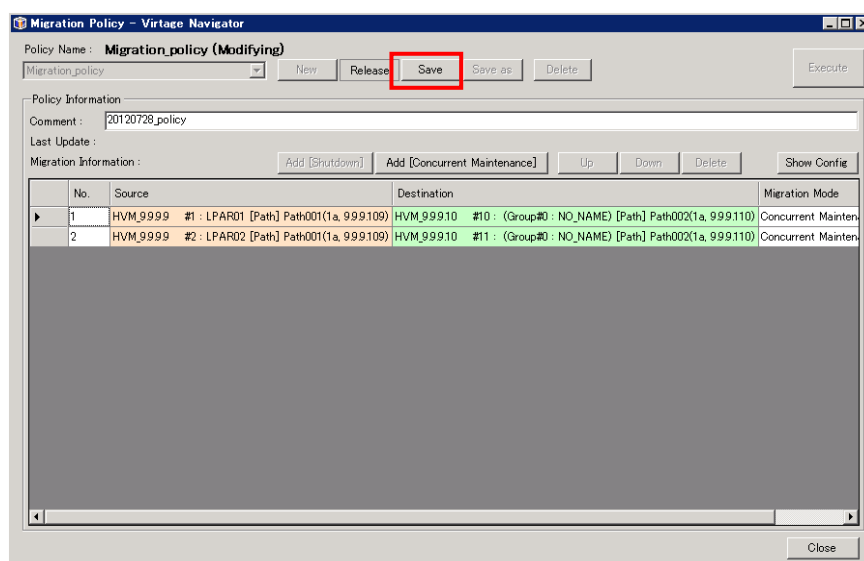 Migration Policy - Virtage Navigator
Policy Name : Migration_policy (Modifying)
Migration_policy New Release Save Save as Delete Execute
Policy Information
Comment : 20120728_policy
Last Update :
Migration Information : Add [Shutdown] Add [Concurrent Maintenance] Up Down Delete Show Config
No. Source Destination Migration Mode
1 HVM_9.9.9.9 #1 : LPAR01 [Path] Path001(1a, 9.9.9.109) HVM_9.9.9.10 #10 : (Group#0 : NO_NAME) [Path] Path002(1a, 9.9.9.110) Concurrent Mainten
2 HVM_9.9.9.9 #2 : LPAR02 [Path] Path001(1a, 9.9.9.109) HVM_9.9.9.10 #11 : (Group#0 : NO_NAME) [Path] Path002(1a, 9.9.9.110) Concurrent Mainten
Close